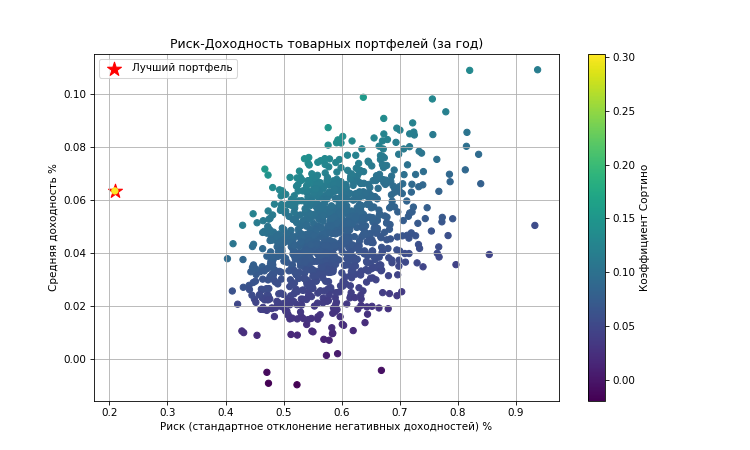 Риск-Доходность товарных портфелей (за год)
Лучший портфель
Средняя доходность %
0.10
0.08
0.06
0.04
0.02
0.00
0.2 0.3 0.4 0.5 0.6 0.7 0.8 0.9
Риск (стандартное отклонение негативных доходностей) %
0.30
0.25
0.20
0.15
0.10
0.05
0.00
Коэффициент Сортино